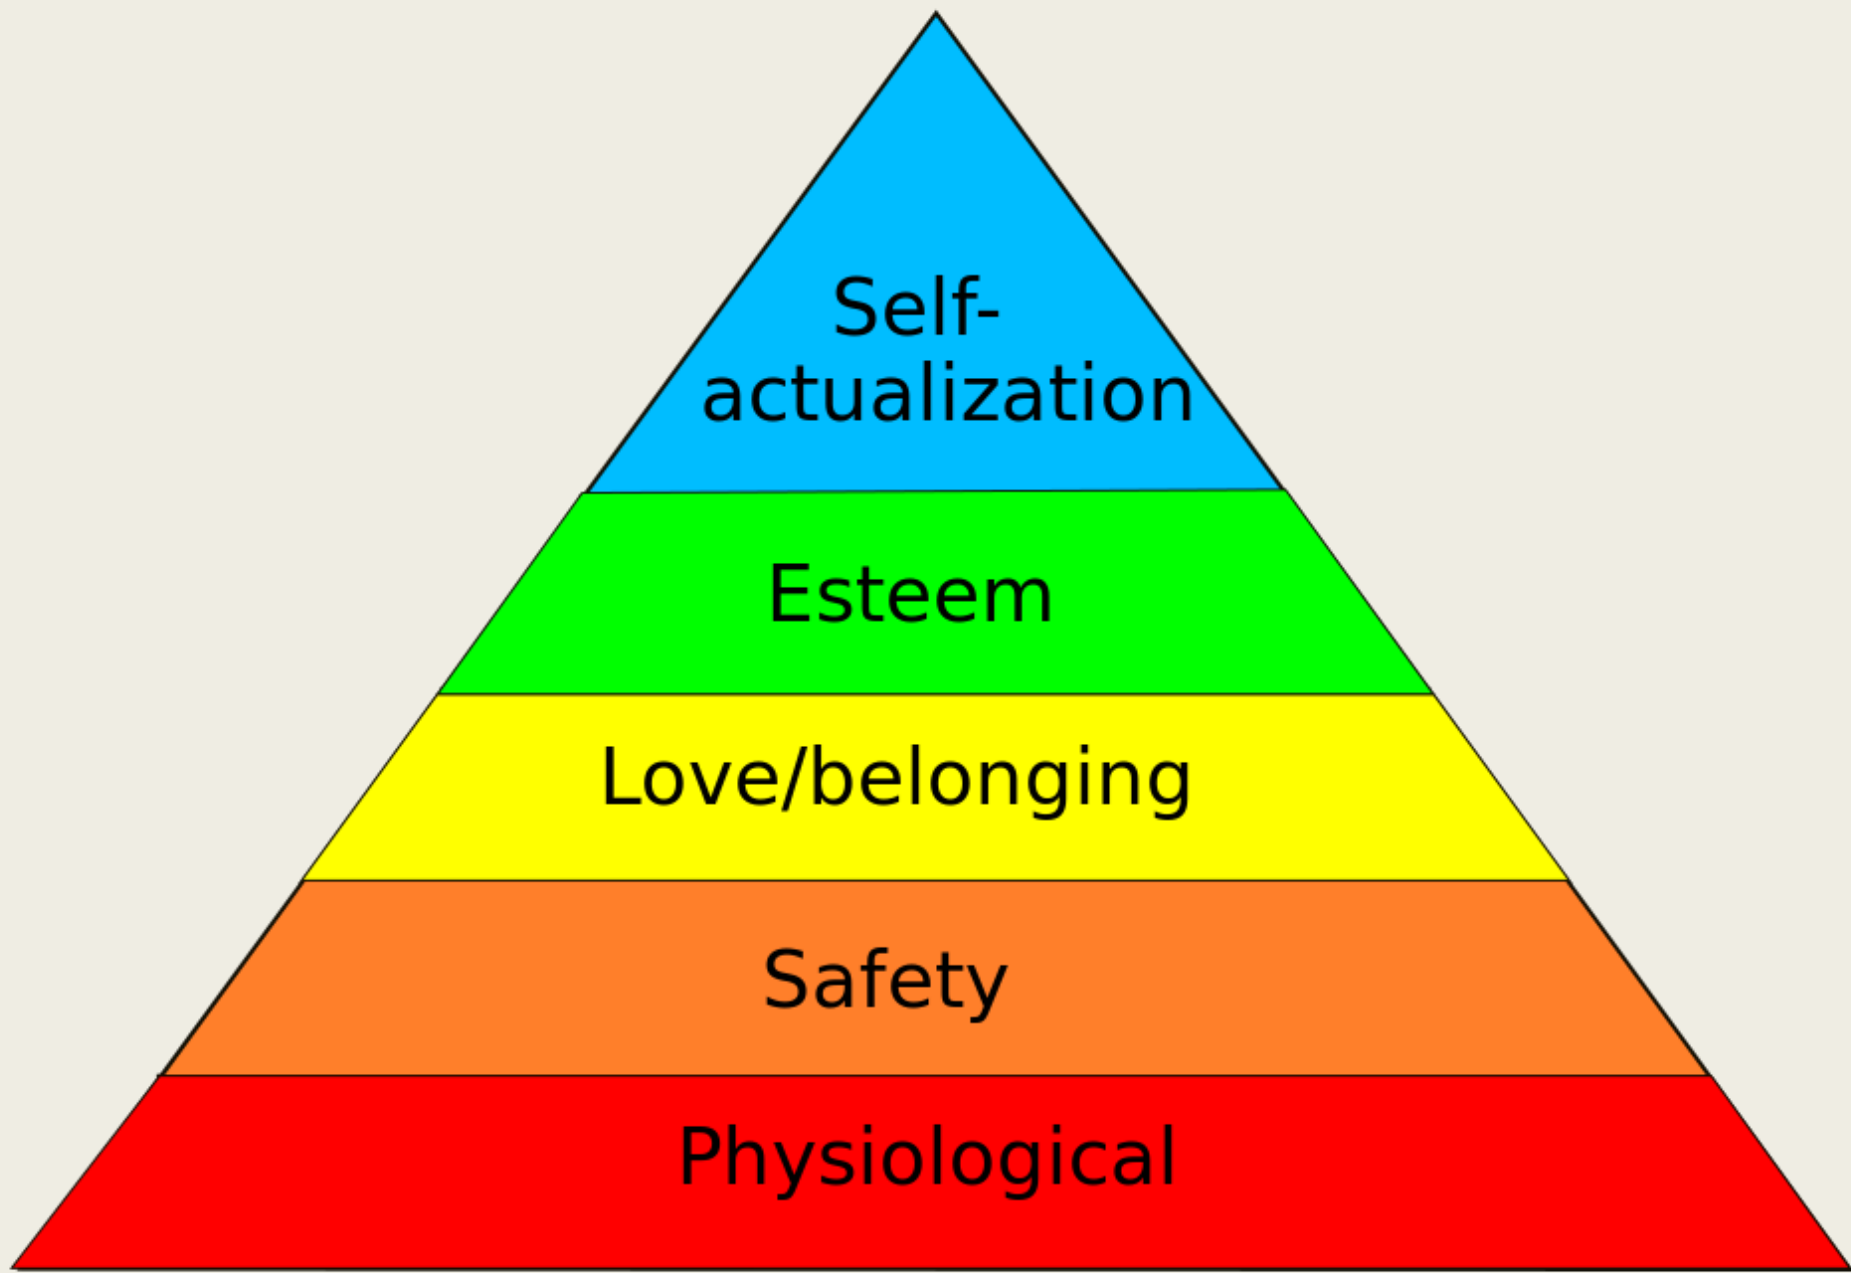 Self-
actualization
Esteem
Love/belonging
Safety
Physiological